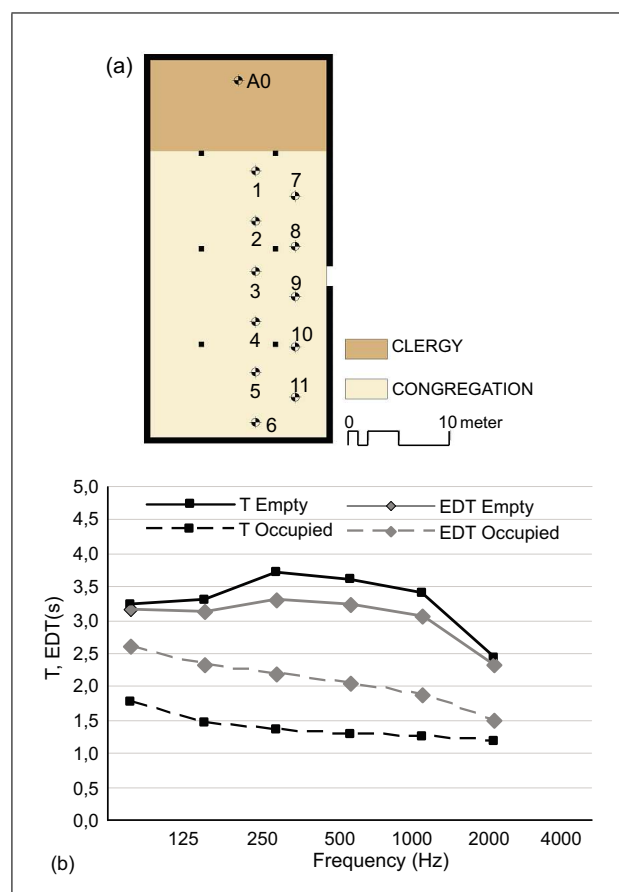 (a)
A0
1 7
2 8
3 9
4 10
5 11
6
CLERGY
CONGREGATION
0 10 meter
5,0
4,5
4,0
3,5
3,0
2,5
2,0
1,5
1,0
0,5
0,0
T, EDT(s)
T Empty EDT Empty
T Occupied EDT Occupied
125 250 500 1000 2000 4000
Frequency (Hz)
(b)